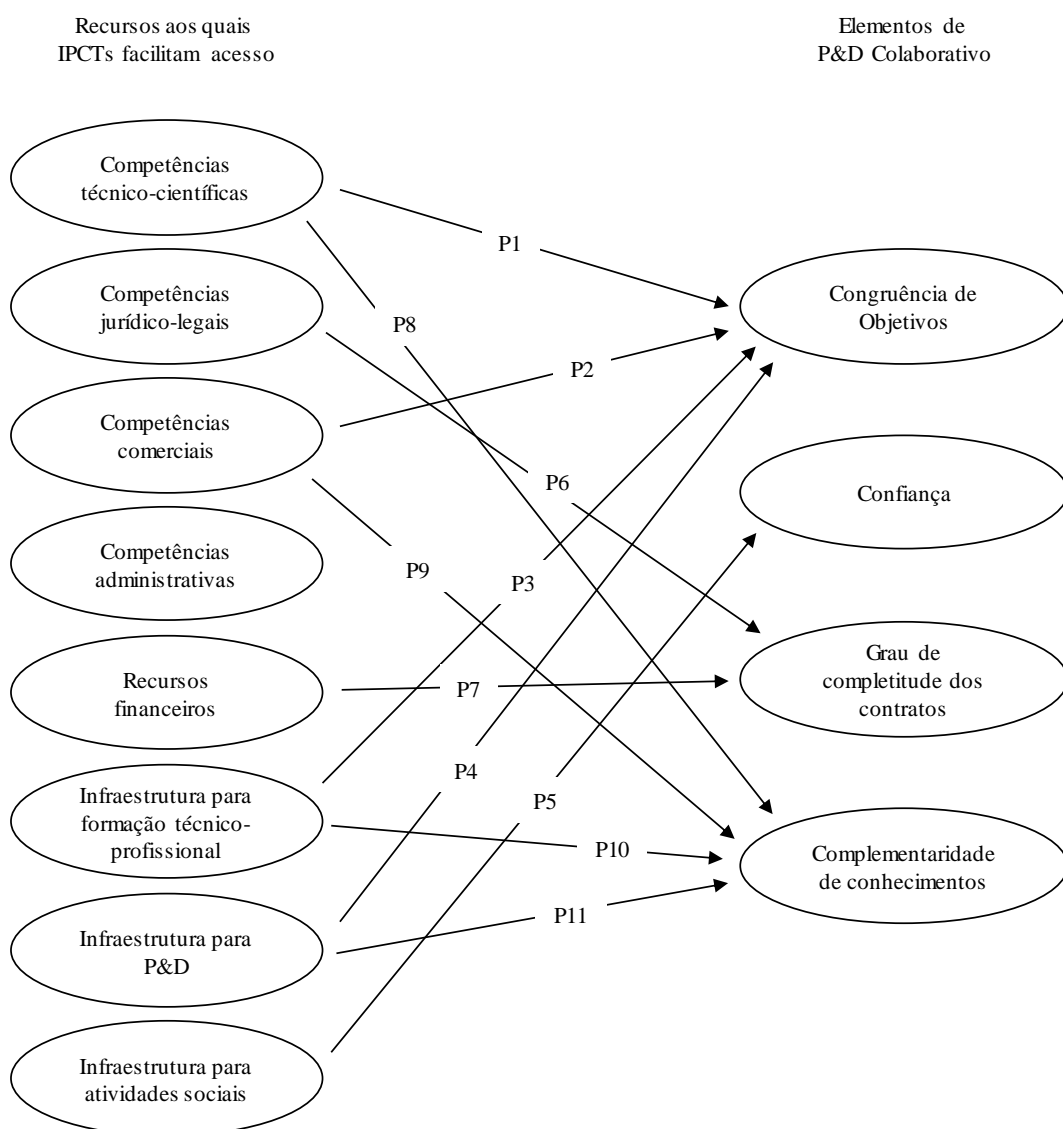 Recursos aos quais
IPCTs facilitam acesso
Elementos de
P&D Colaborativo
Competências
técnico-científicas
P1
Competências
jurídico-legais
Congruência de
Objetivos
P8
P2
Competências
comerciais
P6
Confiança
Competências
administrativas
P9
P3
Recursos
financeiros
P7
Grau de
completitude dos
contratos
P4
P5
Infraestrutura para
formação técnico-
profissional
P10
Complementaridade
de conhecimentos
P11
Infraestrutura para
P&D
Infraestrutura para
atividades sociais